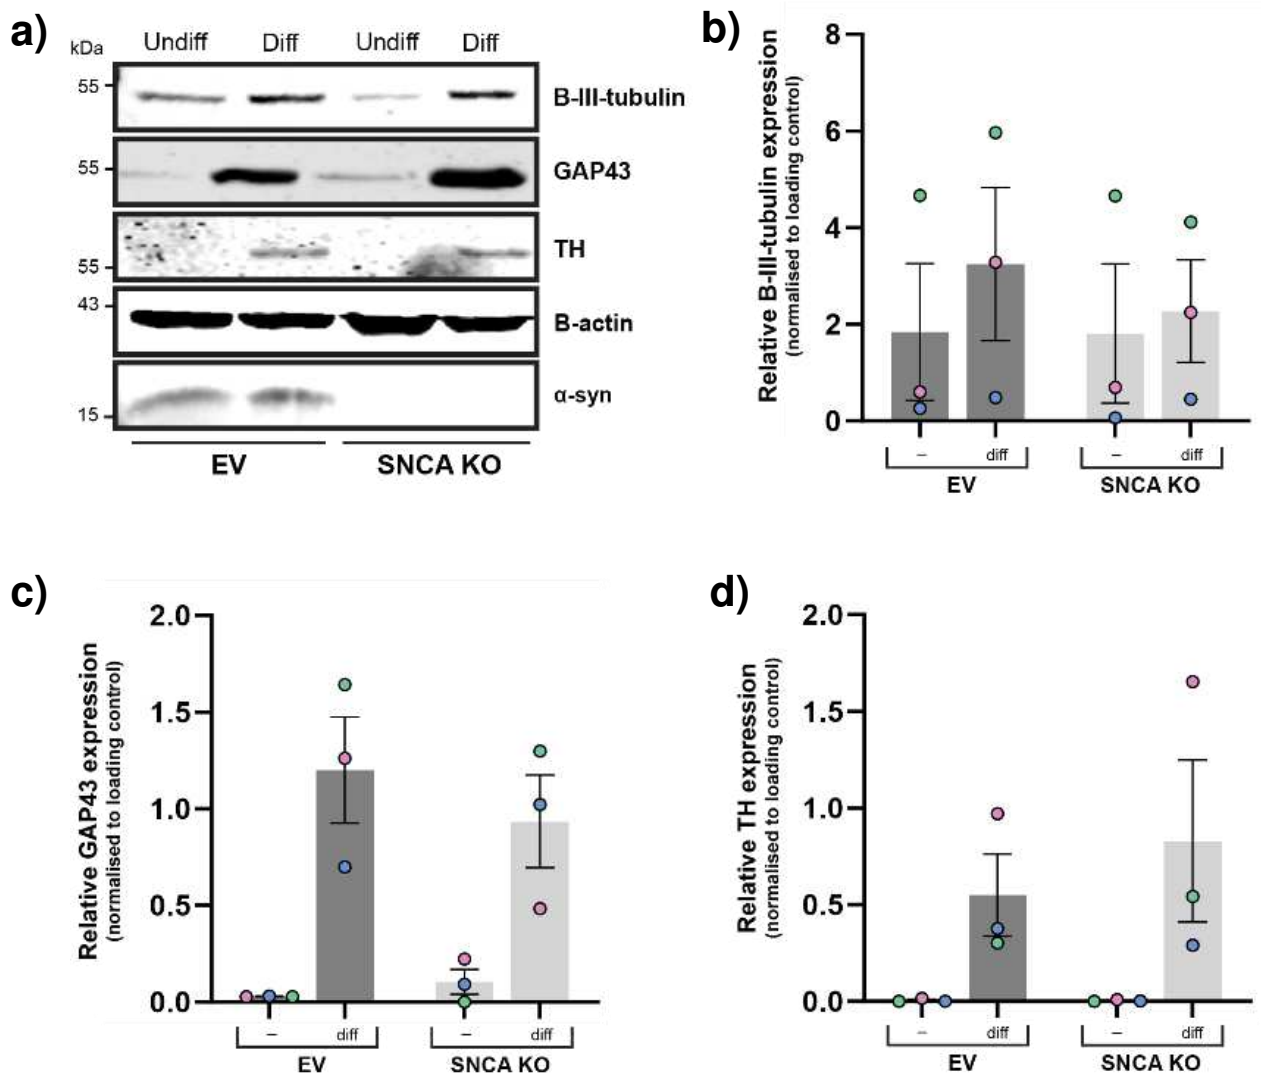 a)
kDa Undiff Diff Undiff Diff
55 B-III-tubulin
55 GAP43
TH
55
43
B-actin
α-syn
15
EV SNCA KO
b)
Relative B-III-tubulin expression
(normalised to loading control)
8
6
4
2
0
– diff – diff
EV SNCA KO
c)
Relative GAP43 expression
(normalised to loading control)
2.0
1.5
1.0
0.5
0.0
– diff – diff
EV SNCA KO
d)
Relative TH expression
(normalised to loading control)
2.0
1.5
1.0
0.5
0.0
– diff – diff
EV SNCA KO